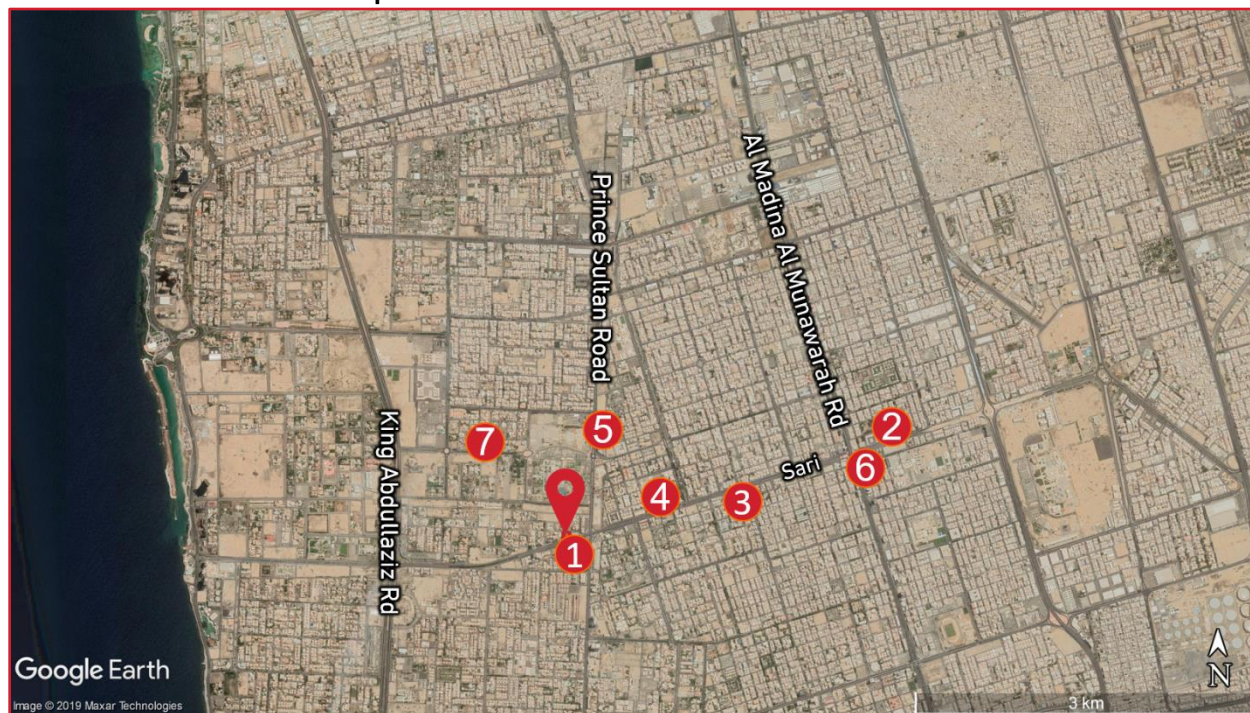 Al Madina Al Munawarah Rd
Prince Sultan Road
King Abdullaziz Rd
Sari
7
5
2
6
4
3
1
Google Earth
Image © 2019 Maxar Technologies
N
3 km